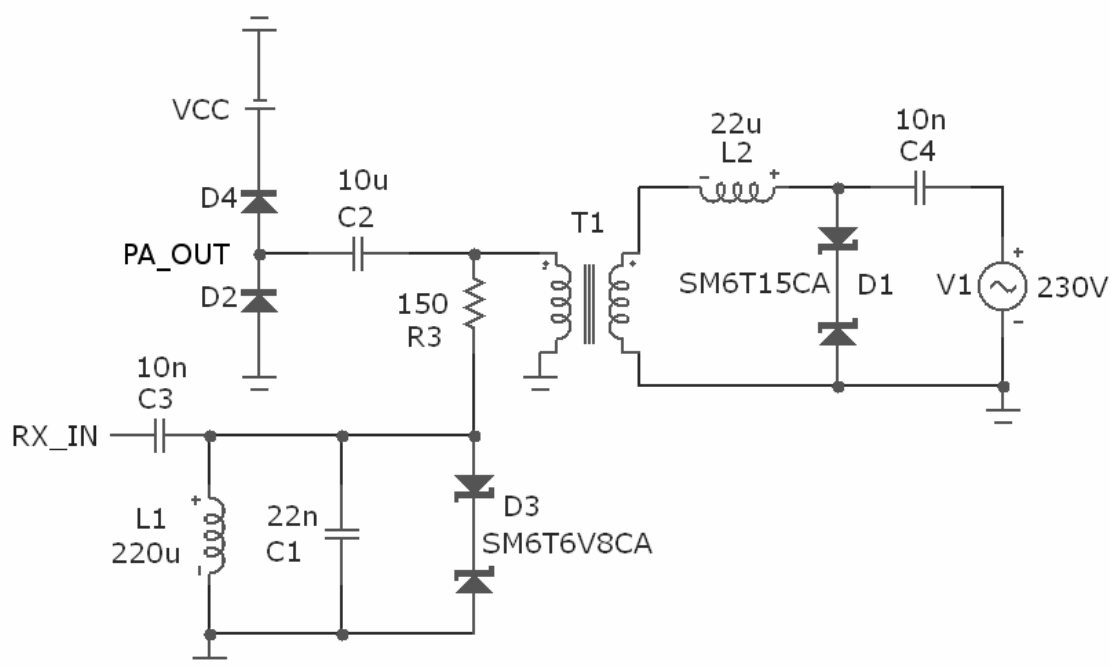 VCC
22u
L2
10n
C4
D4
10u
C2
T1
PA_OUT
D2
150
R3
SM6T15CA
D1
V1
230V
10n
C3
RX_IN
L1
220u
22n
C1
D3
SM6T6V8CA